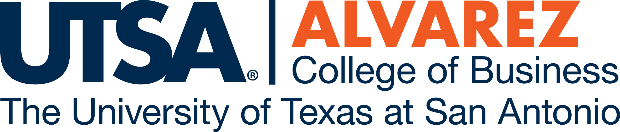 UTSA® ALVAREZ
College of Business
The University of Texas at San Antonio